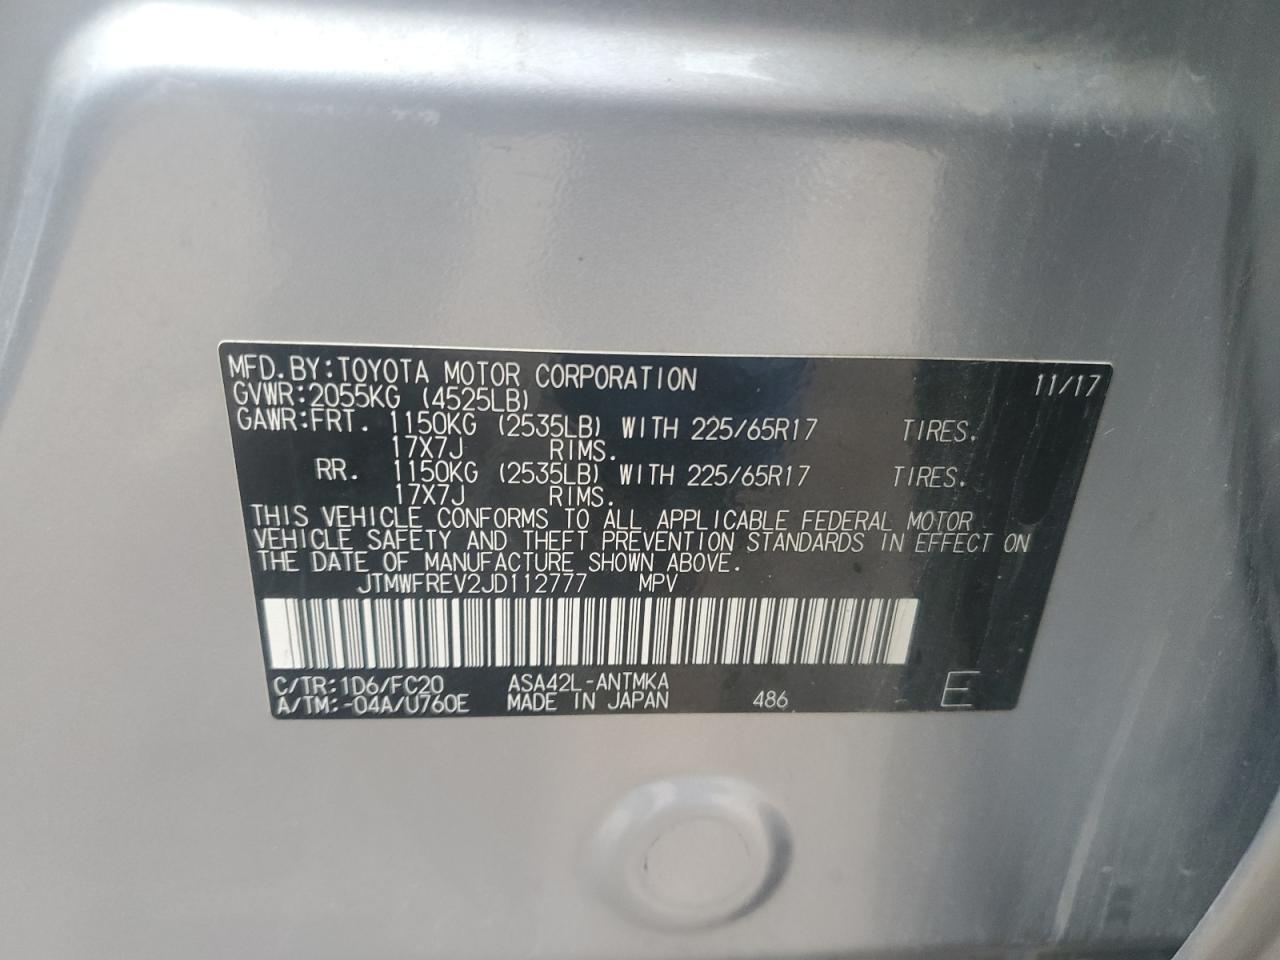 MFD. BY: TOYOTA MOTOR CORPORATION 11/17
GVWR: 2055KG (4525LB)
GAWR: FRT. 1150KG (2535LB) WITH 225/65R17 TIRES.
17X7J RIMS.
RR. 1150KG (2535LB) WITH 225/65R17 TIRES.
17X7J RIMS.
THIS VEHICLE CONFORMS TO ALL APPLICABLE FEDERAL MOTOR
VEHICLE SAFETY AND THEFT PREVENTION STANDARDS IN EFFECT ON
THE DATE OF MANUFACTURE SHOWN ABOVE.
JTMWFREV2JD112777 MPV
C/TR: 1D6/FC20 ASA42L-ANTMKA
A/TM: -04A/U760E MADE IN JAPAN 486 E